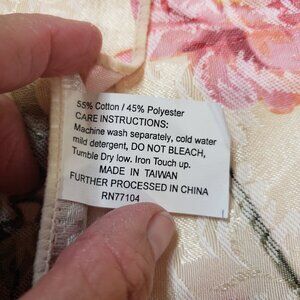 55% Cotton / 45% Polyester
CARE INSTRUCTIONS:
Machine wash separately, cold water
mild detergent, DO NOT BLEACH,
Tumble Dry low. Iron Touch up.
MADE IN TAIWAN
FURTHER PROCESSED IN CHINA
RN77104